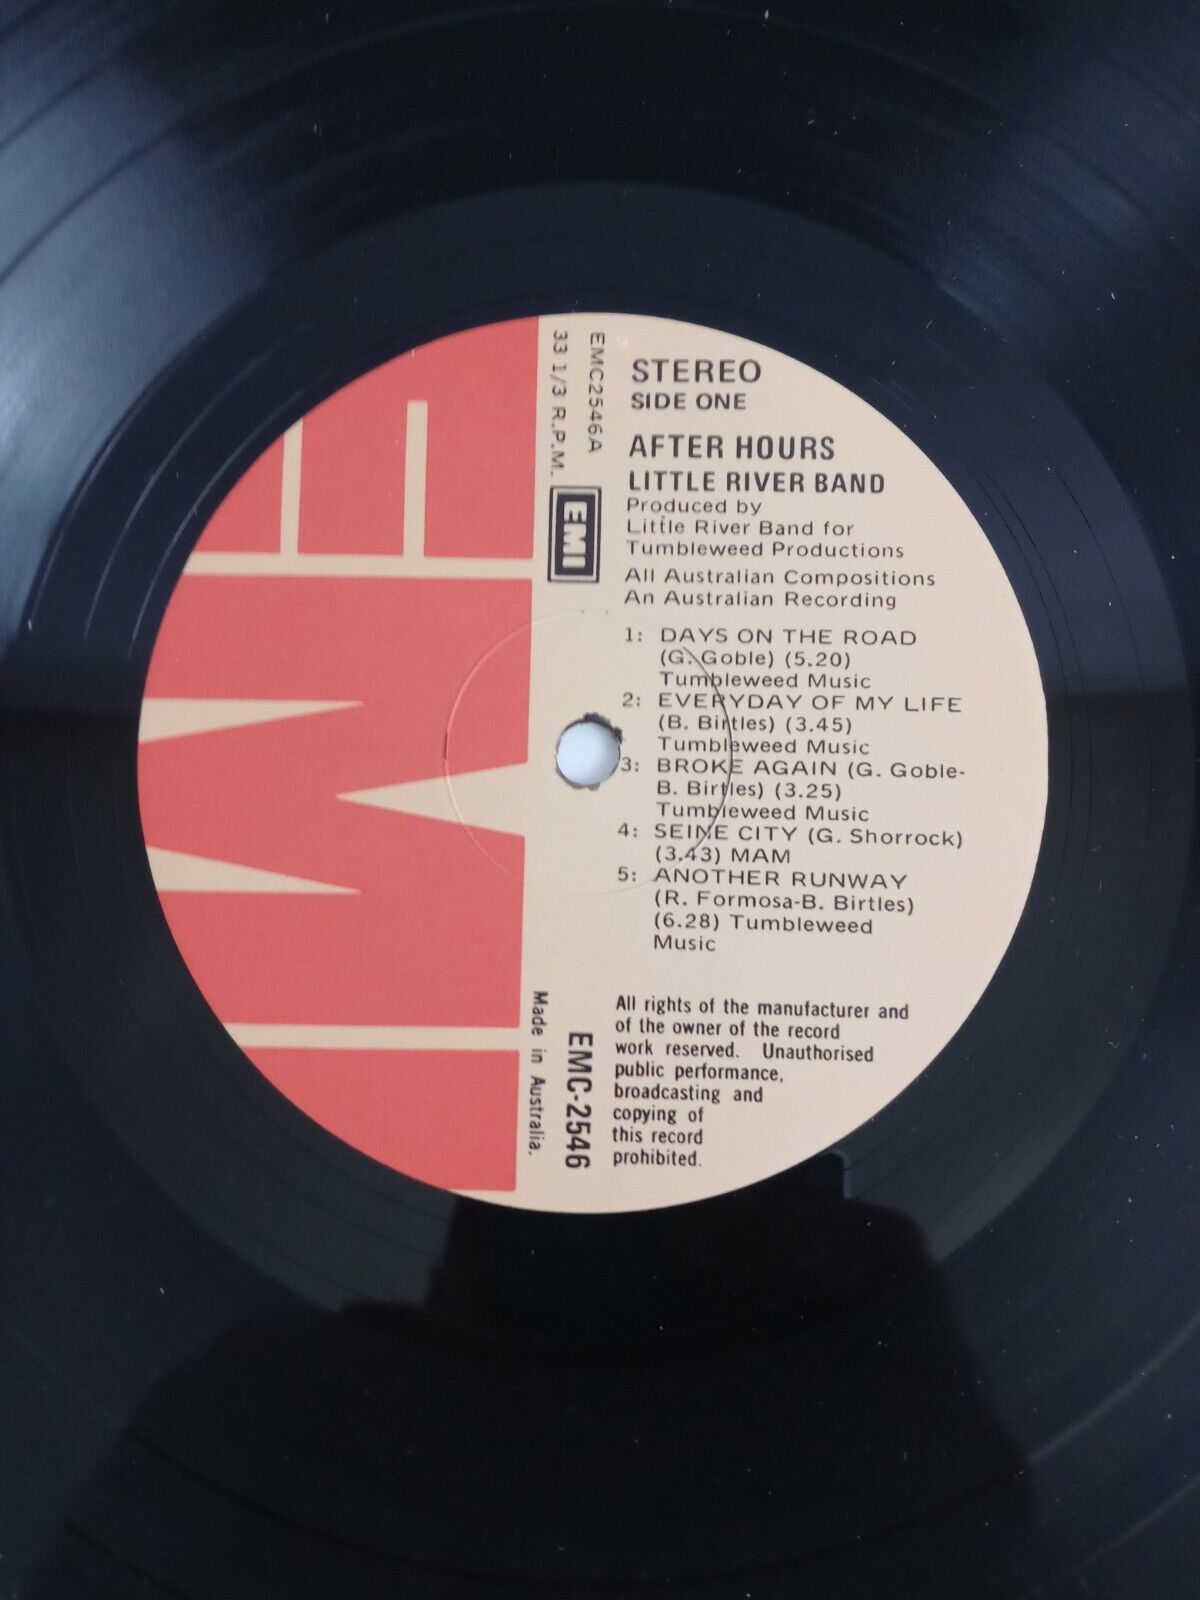 STEREO
SIDE ONE
AFTER HOURS
LITTLE RIVER BAND
Produced by
Little River Band for
Tumbleweed Productions
All Australian Compositions
An Australian Recording
1: DAYS ON THE ROAD
(G. Goble) (5.20)
Tumbleweed Music
2: EVERYDAY OF MY LIFE
(B. Birtles) (3.45)
Tumbleweed Music
3: BROKE AGAIN (G. Goble-
B. Birtles) (3.25)
Tumbleweed Music
4: SEINE CITY (G. Shorrock)
(3.43) MAM
5: ANOTHER RUNWAY
(R. Formosa-B. Birtles)
(6.28) Tumbleweed
Music
All rights of the manufacturer and
of the owner of the record
work reserved. Unauthorised
public performance,
broadcasting and
copying of
this record
prohibited.
EMC2546A
33 1/3 R.P.M.
EMI
EMC-2546
Made in Australia.
EMI